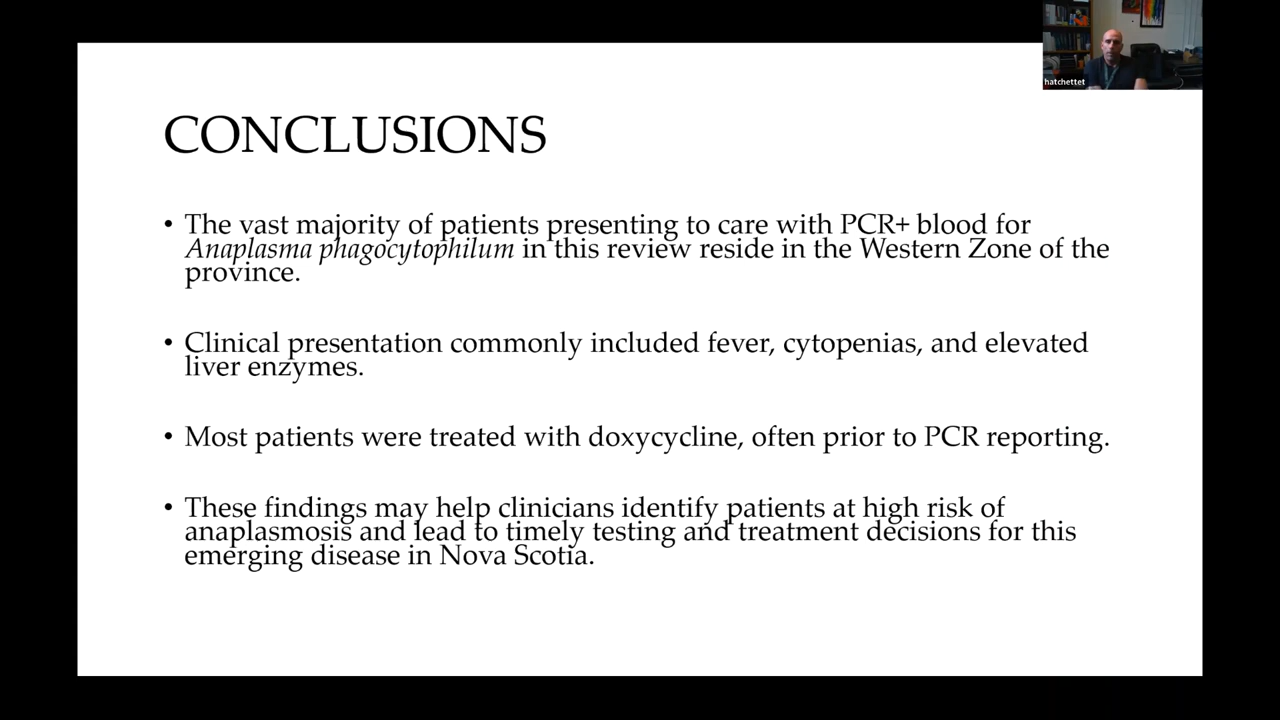 hatchettet
CONCLUSIONS
• The vast majority of patients presenting to care with PCR+ blood for
Anaplasma phagocytophilum in this review reside in the Western Zone of the
province.
• Clinical presentation commonly included fever, cytopenias, and elevated
liver enzymes.
• Most patients were treated with doxycycline, often prior to PCR reporting.
• These findings may help clinicians identify patients at high risk of
anaplasmosis and lead to timely testing and treatment decisions for this
emerging disease in Nova Scotia.